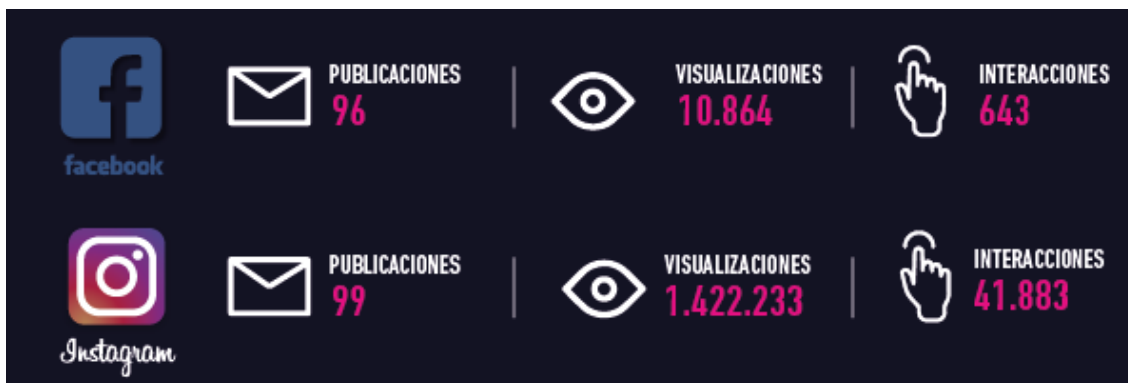 facebook
PUBLICACIONES
96
VISUALIZACIONES
10.864
INTERACCIONES
643
Instagram
PUBLICACIONES
99
VISUALIZACIONES
1.422.233
INTERACCIONES
41.883